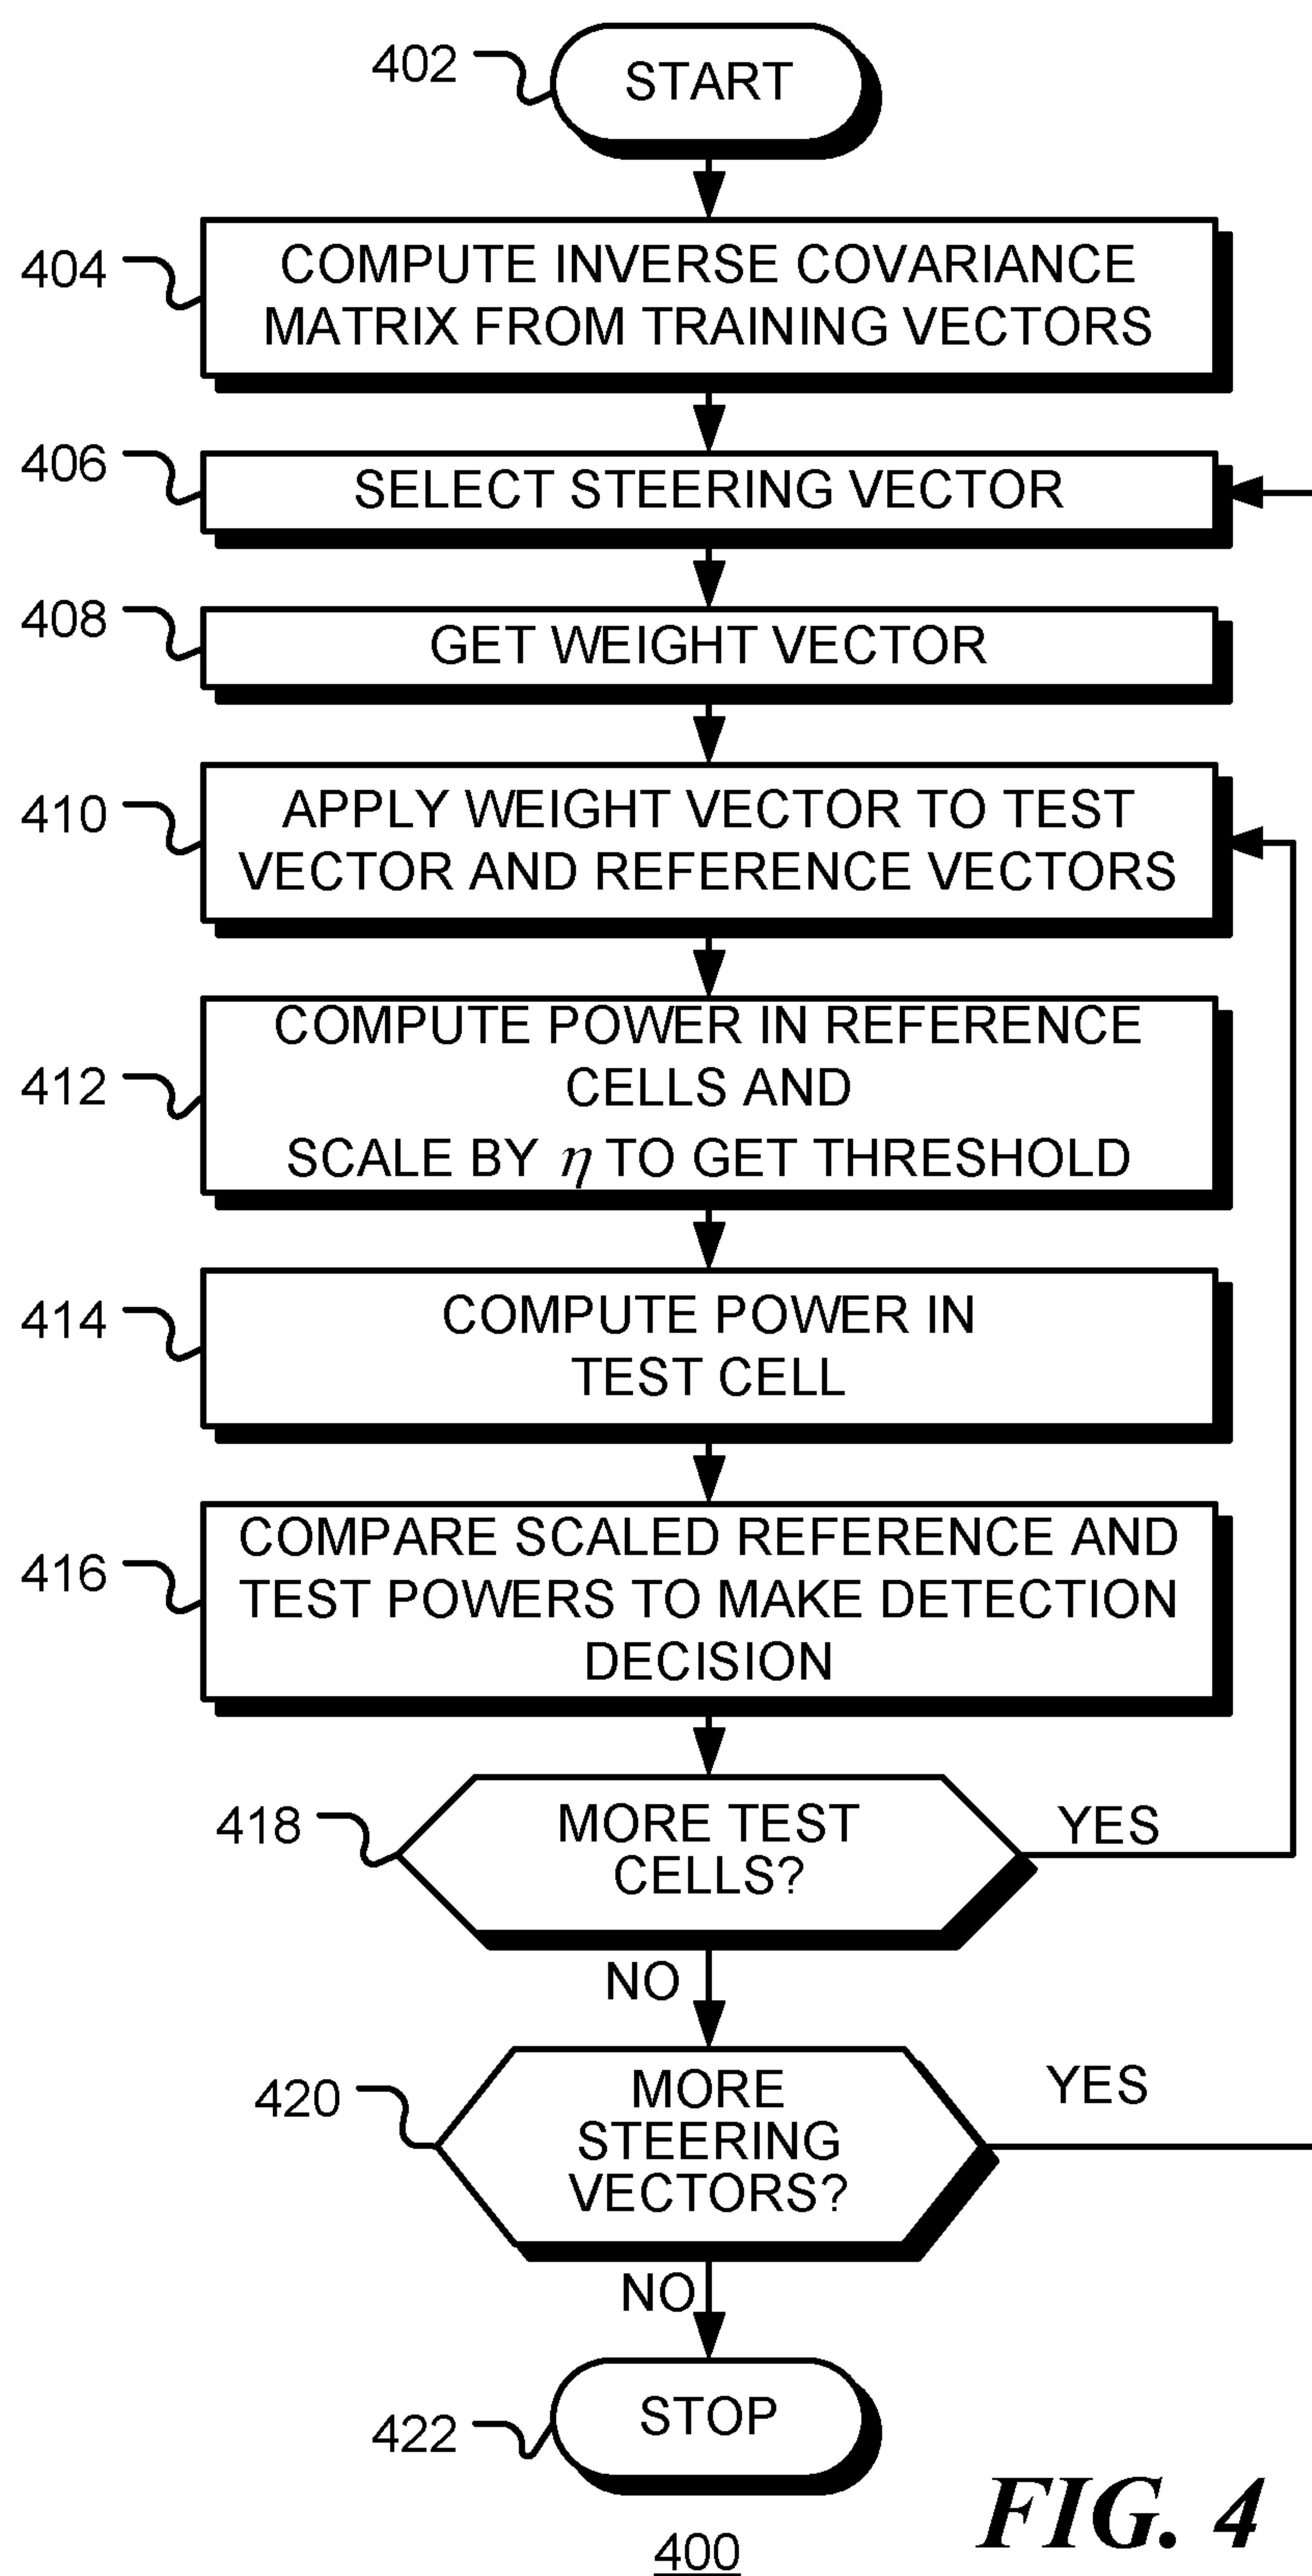 402
START
404
COMPUTE INVERSE COVARIANCE
MATRIX FROM TRAINING VECTORS
406
SELECT STEERING VECTOR
408
GET WEIGHT VECTOR
410
APPLY WEIGHT VECTOR TO TEST
VECTOR AND REFERENCE VECTORS
412
COMPUTE POWER IN REFERENCE
CELLS AND
SCALE BY η TO GET THRESHOLD
414
COMPUTE POWER IN
TEST CELL
416
COMPARE SCALED REFERENCE AND
TEST POWERS TO MAKE DETECTION
DECISION
418
MORE TEST
CELLS?
YES
NO
420
MORE
STEERING
VECTORS?
YES
NO
422
STOP
FIG. 4
400